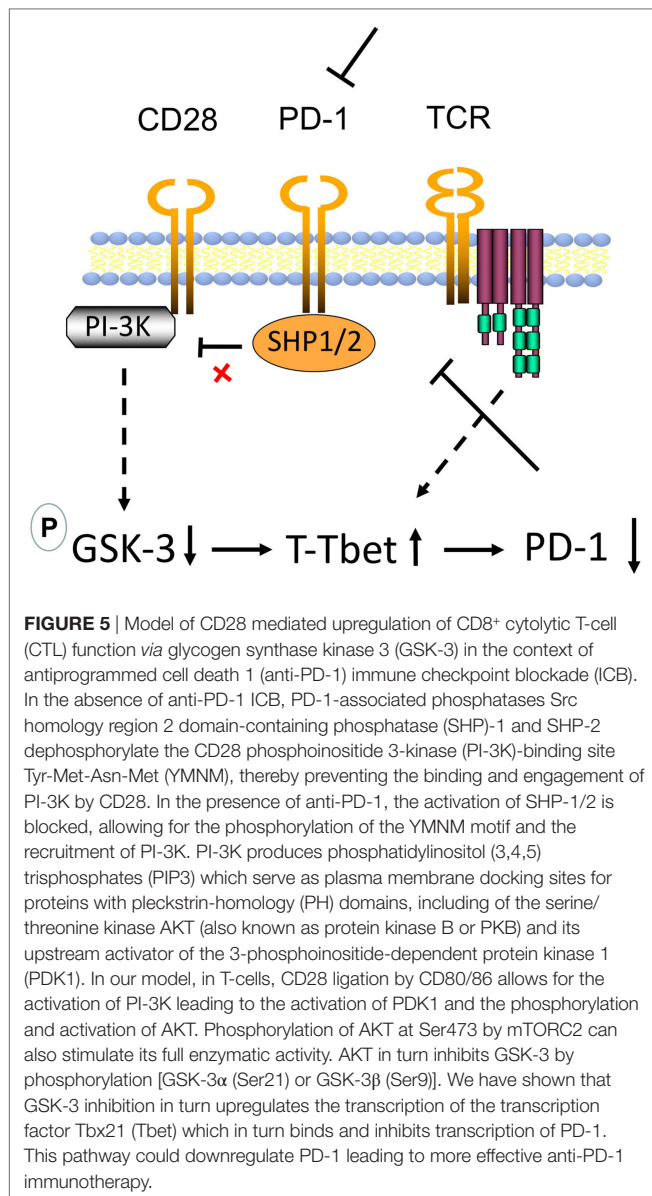 CD28 PD-1 TCR
PI-3K
SHP1/2
P
GSK-3 T-Tbet PD-1
FIGURE 5 | Model of CD28 mediated upregulation of CD8+ cytolytic T-cell
(CTL) function via glycogen synthase kinase 3 (GSK-3) in the context of
antiprogrammed cell death 1 (anti-PD-1) immune checkpoint blockade (ICB).
In the absence of anti-PD-1 ICB, PD-1-associated phosphatases Src
homology region 2 domain-containing phosphatase (SHP)-1 and SHP-2
dephosphorylate the CD28 phosphoinositide 3-kinase (PI-3K)-binding site
Tyr-Met-Asn-Met (YMNM), thereby preventing the binding and engagement of
PI-3K by CD28. In the presence of anti-PD-1, the activation of SHP-1/2 is
blocked, allowing for the phosphorylation of the YMNM motif and the
recruitment of PI-3K. PI-3K produces phosphatidylinositol (3,4,5)
trisphosphates (PIP3) which serve as plasma membrane docking sites for
proteins with pleckstrin-homology (PH) domains, including of the serine/
threonine kinase AKT (also known as protein kinase B or PKB) and its
upstream activator of the 3-phosphoinositide-dependent protein kinase 1
(PDK1). In our model, in T-cells, CD28 ligation by CD80/86 allows for the
activation of PI-3K leading to the activation of PDK1 and the phosphorylation
and activation of AKT. Phosphorylation of AKT at Ser473 by mTORC2 can
also stimulate its full enzymatic activity. AKT in turn inhibits GSK-3 by
phosphorylation [GSK-3α (Ser21) or GSK-3β (Ser9)]. We have shown that
GSK-3 inhibition in turn upregulates the transcription of the transcription
factor Tbx21 (Tbet) which in turn binds and inhibits transcription of PD-1.
This pathway could downregulate PD-1 leading to more effective anti-PD-1
immunotherapy.